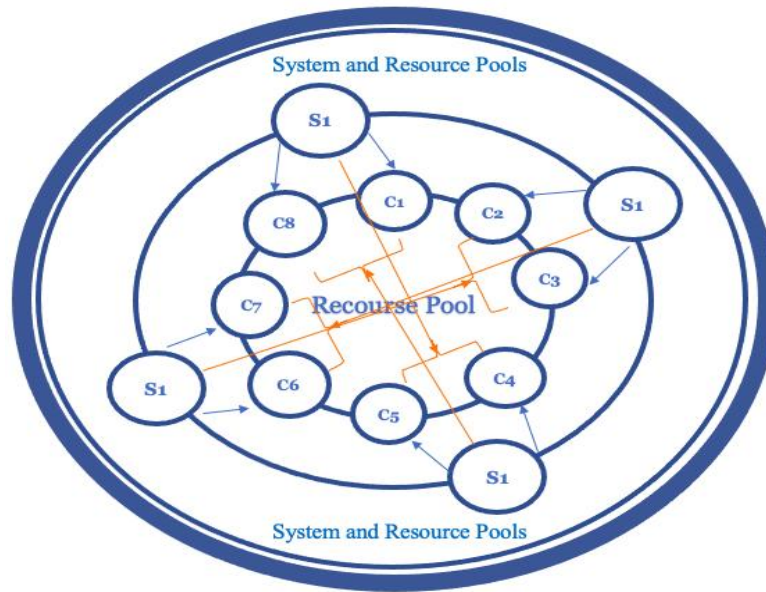 System and Resource Pools
S1
C1
C2
S1
C8
C3
C7
Recourse Pool
S1
C6
C4
C5
S1
System and Resource Pools